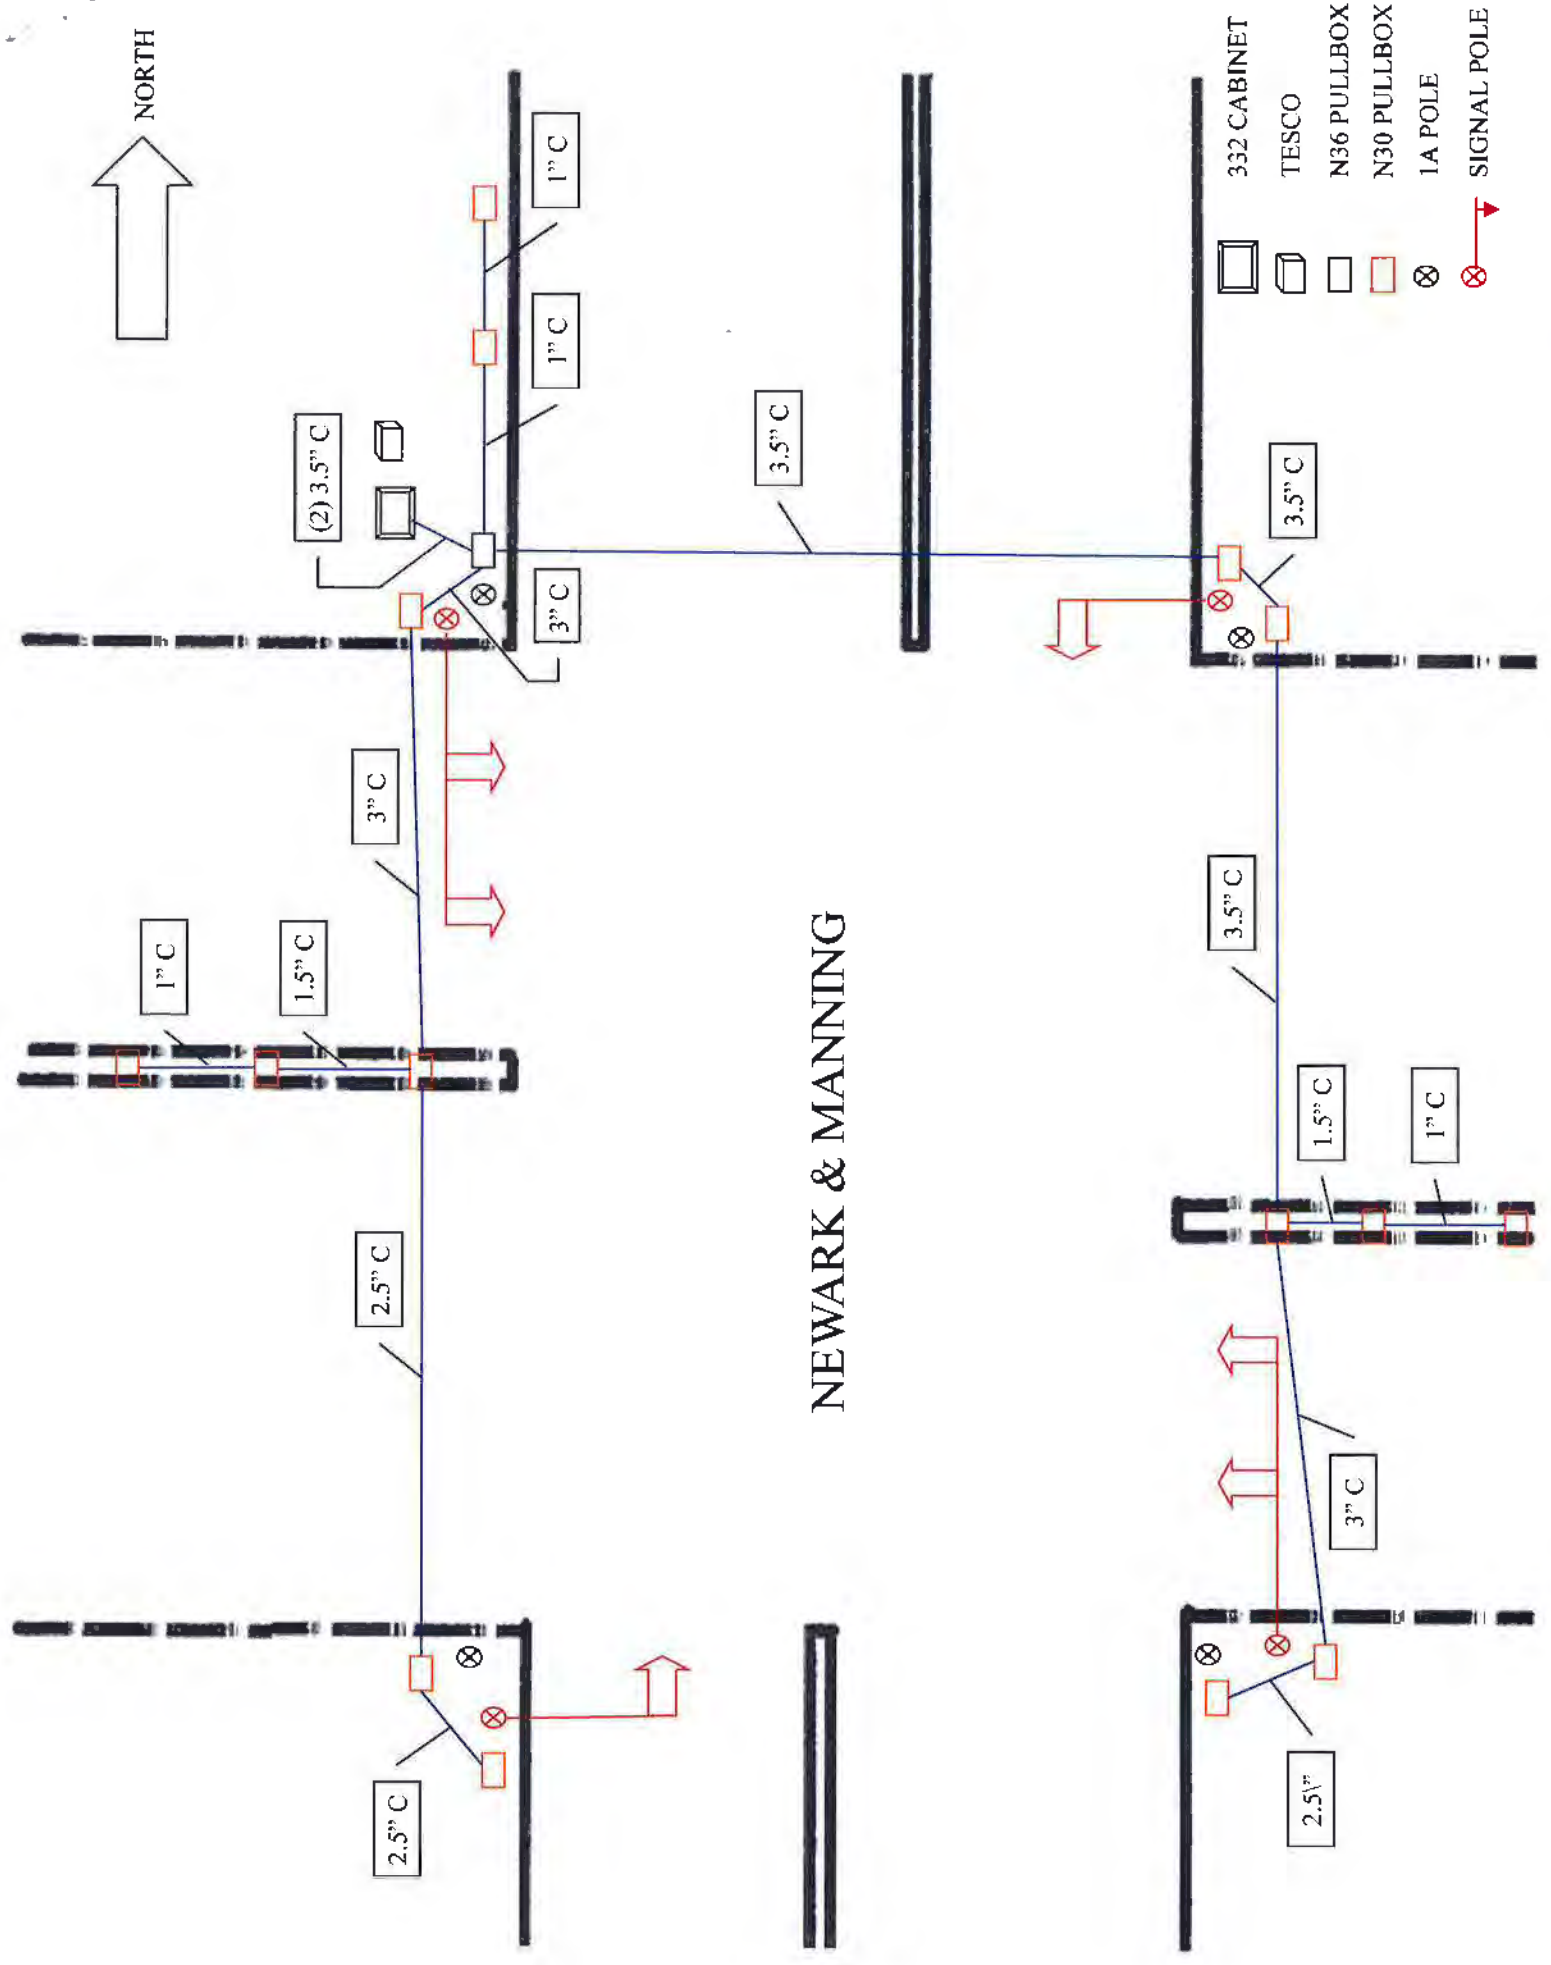 NORTH
(2) 3.5” C
1” C
1” C
3” C
3” C
3.5” C
3.5” C
1” C
1.5” C
2.5” C
2.5” C
NEWARK & MANNING
3.5” C
1.5” C
1” C
3” C
2.5\”
332 CABINET
TESCO
N36 PULLBOX
N30 PULLBOX
1A POLE
SIGNAL POLE